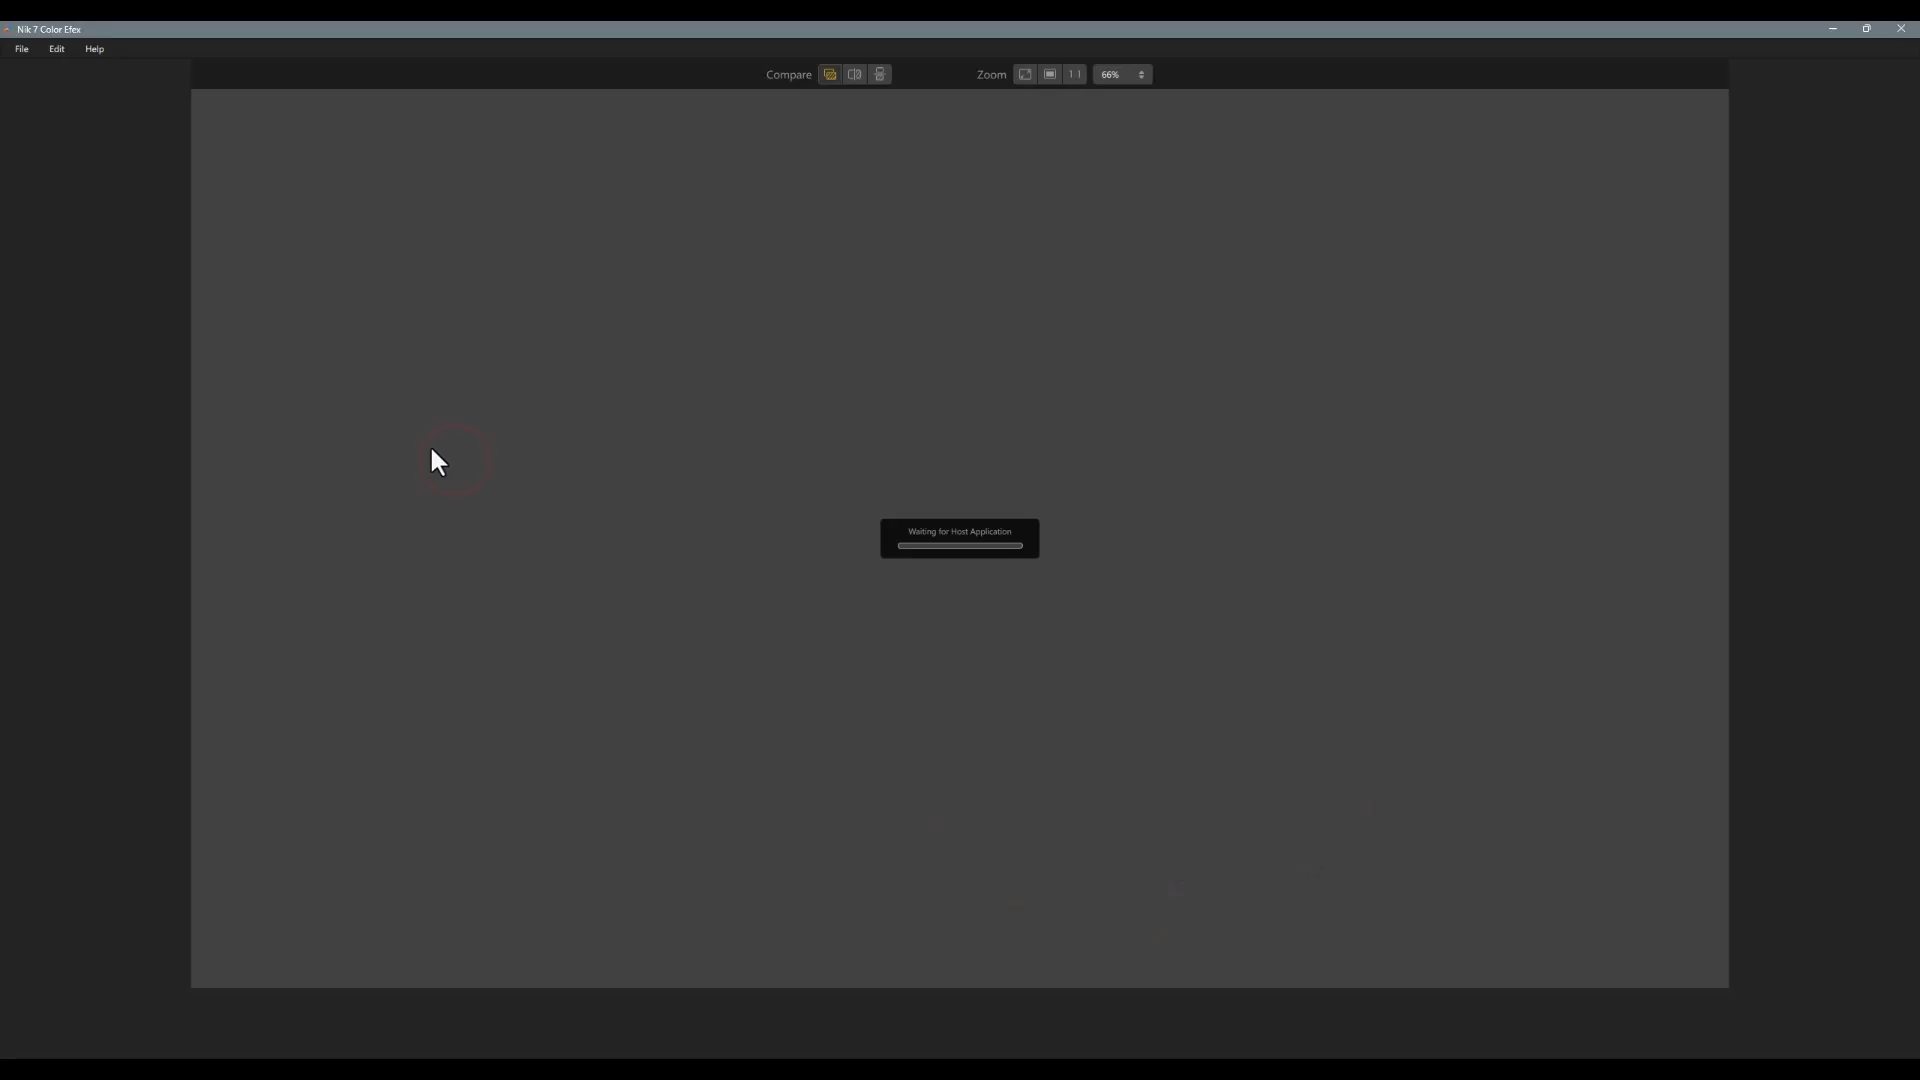 Nik 7 Color Efex
File Edit Help
Compare Zoom 1:1 66%
Waiting for Host Application